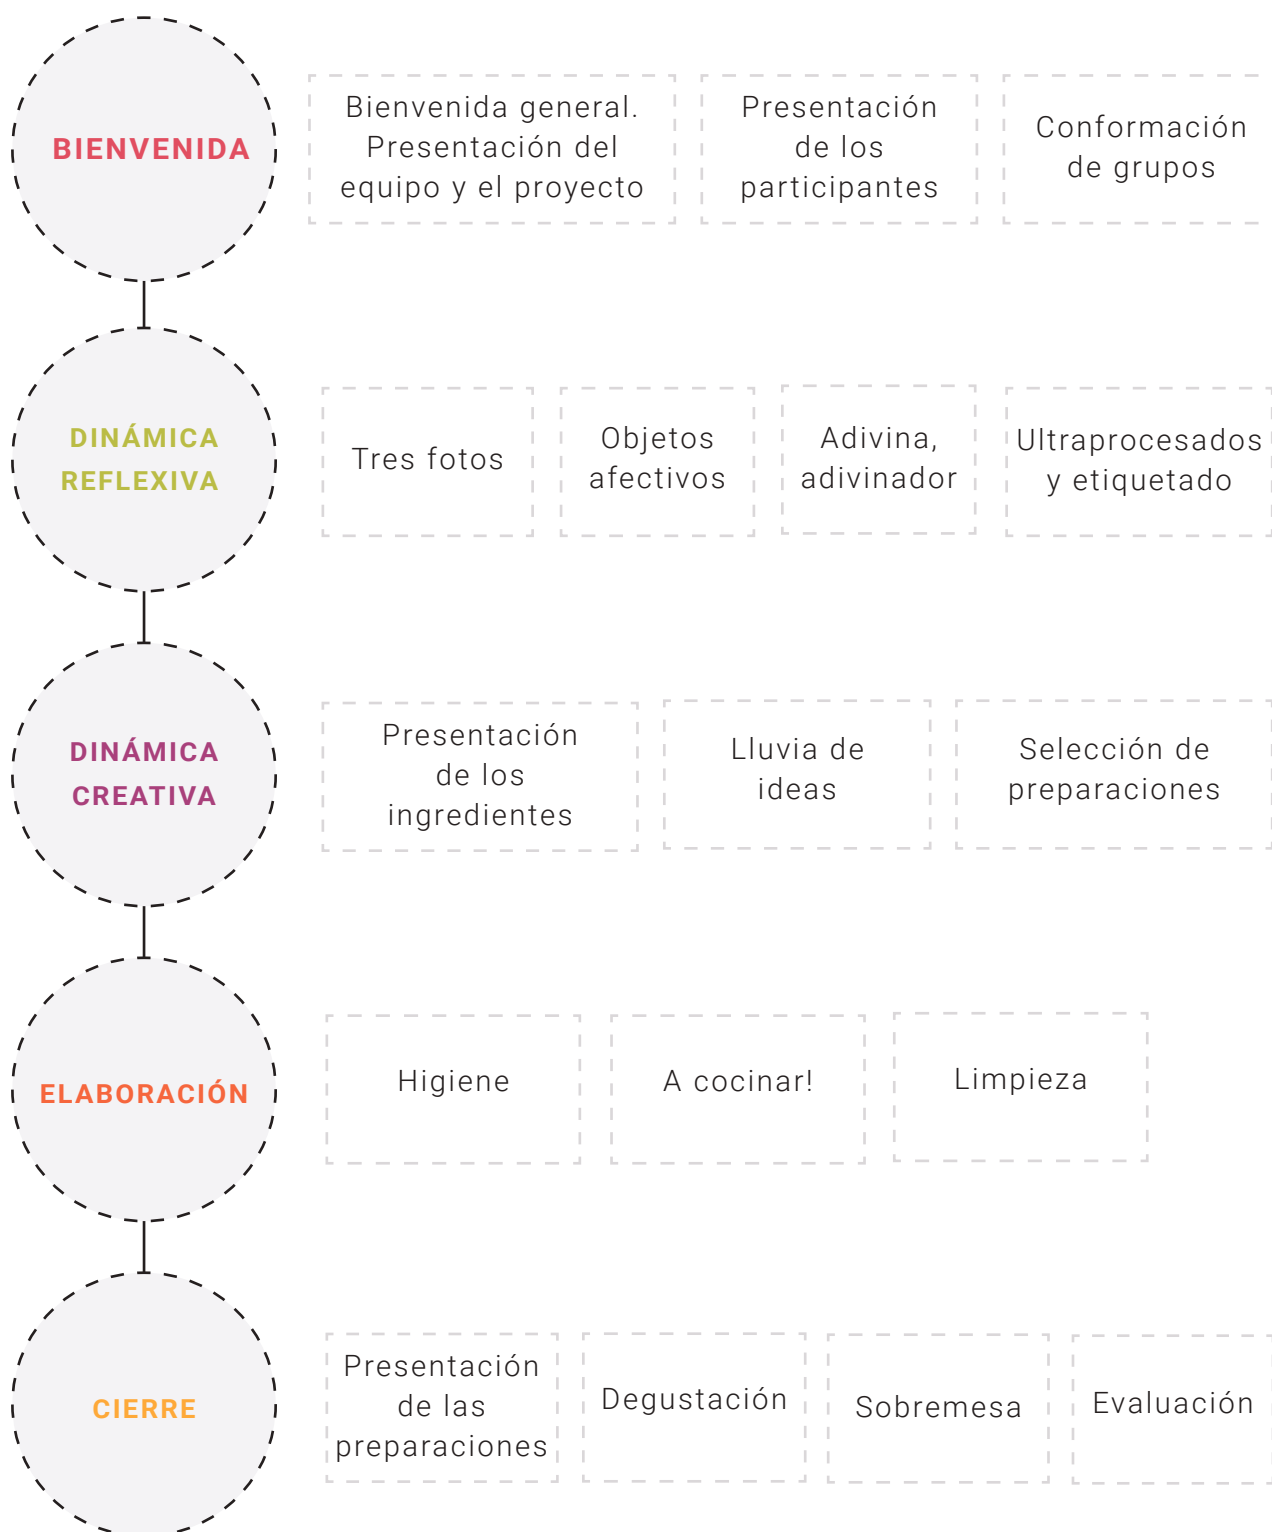 BIENVENIDA
Bienvenida general.
Presentación del
equipo y el proyecto
Presentación
de los
participantes
Conformación
de grupos
DINÁMICA
REFLEXIVA
Tres fotos
Objetos
afectivos
Adivina,
adivinador
Ultraprocesados
y etiquetado
DINÁMICA
CREATIVA
Presentación
de los
ingredientes
Lluvia de
ideas
Selección de
preparaciones
ELABORACIÓN
Higiene
A cocinar!
Limpieza
CIERRE
Presentación
de las
preparaciones
Degustación
Sobremesa
Evaluación